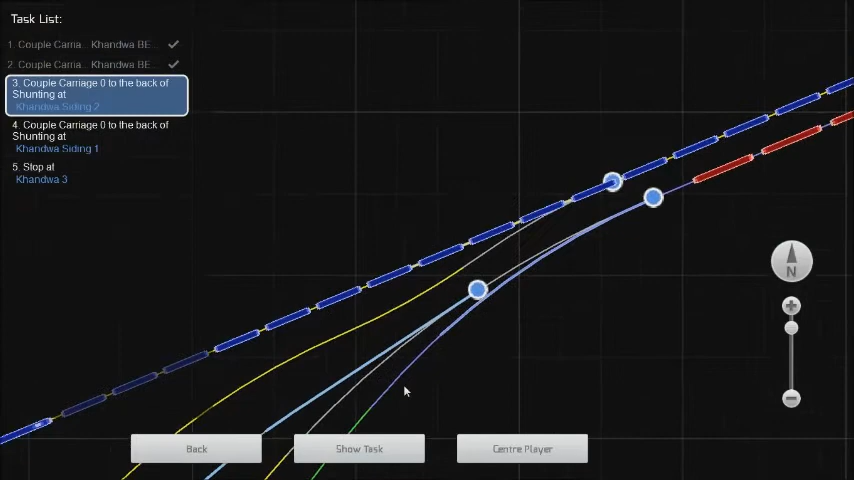 Task List:
1. Couple Carria... Khandwa BE...
2. Couple Carria... Khandwa BE...
3. Couple Carriage 0 to the back of
Shunting at
Khandwa Siding 2
4. Couple Carriage 0 to the back of
Shunting at
Khandwa Siding 1
5. Stop at
Khandwa 3
N
Back
Show Task
Centre Player